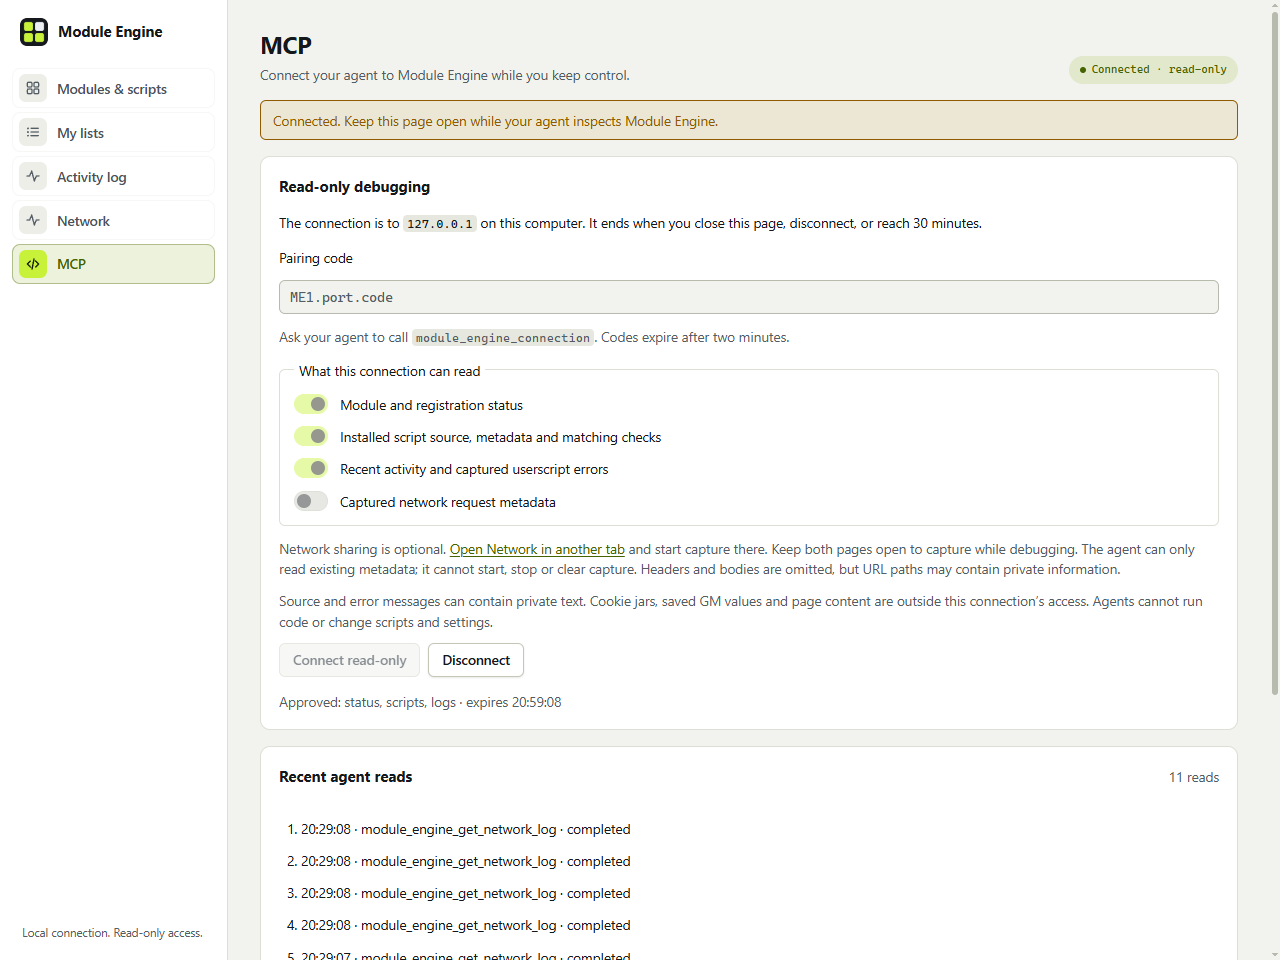 Module Engine
Modules & scripts
My lists
Activity log
Network
MCP
Local connection. Read-only access.
MCP
Connect your agent to Module Engine while you keep control.
Connected · read-only
Connected. Keep this page open while your agent inspects Module Engine.
Read-only debugging
The connection is to 127.0.0.1 on this computer. It ends when you close this page, disconnect, or reach 30 minutes.
Pairing code
ME1.port.code
Ask your agent to call module_engine_connection. Codes expire after two minutes.
What this connection can read
Module and registration status
Installed script source, metadata and matching checks
Recent activity and captured userscript errors
Captured network request metadata
Network sharing is optional. Open Network in another tab and start capture there. Keep both pages open to capture while debugging. The agent can only
read existing metadata; it cannot start, stop or clear capture. Headers and bodies are omitted, but URL paths may contain private information.
Source and error messages can contain private text. Cookie jars, saved GM values and page content are outside this connection’s access. Agents cannot run
code or change scripts and settings.
Connect read-only
Disconnect
Approved: status, scripts, logs · expires 20:59:08
Recent agent reads
11 reads
1. 20:29:08 · module_engine_get_network_log · completed
2. 20:29:08 · module_engine_get_network_log · completed
3. 20:29:08 · module_engine_get_network_log · completed
4. 20:29:08 · module_engine_get_network_log · completed
5. 20:29:07 · module_engine_get_network_log · completed